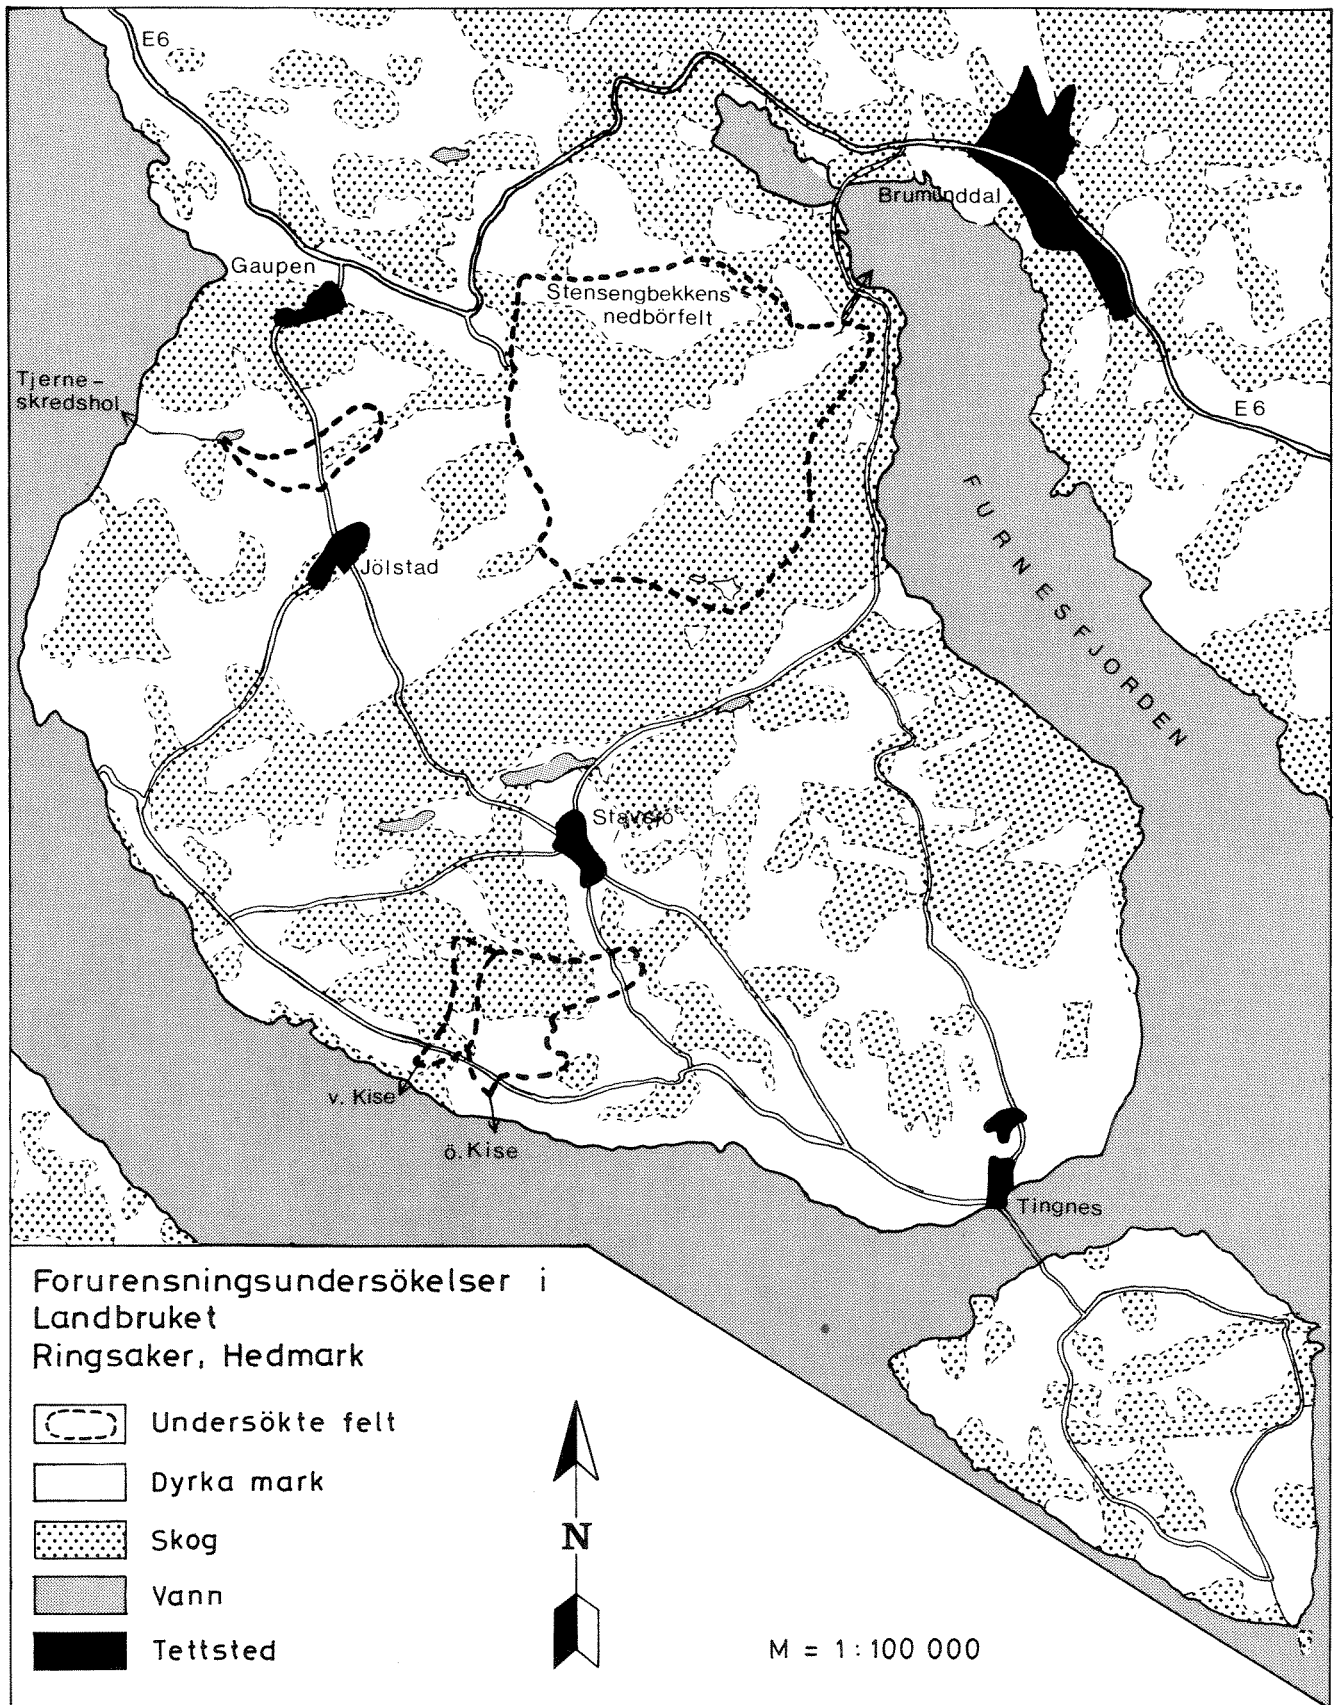 E6
Brumunddal
Gaupen
Stensengbekkens
nedbörfelt
Tjerne-
skredshol
E6
FURNESFJORDEN
Jölstad
Stavsjö
v. Kise
ö. Kise
Tingnes
Forurensningsundersökelser i
Landbruket
Ringsaker, Hedmark
Undersökte felt
Dyrka mark
Skog
Vann
Tettsted
N
M = 1:100 000